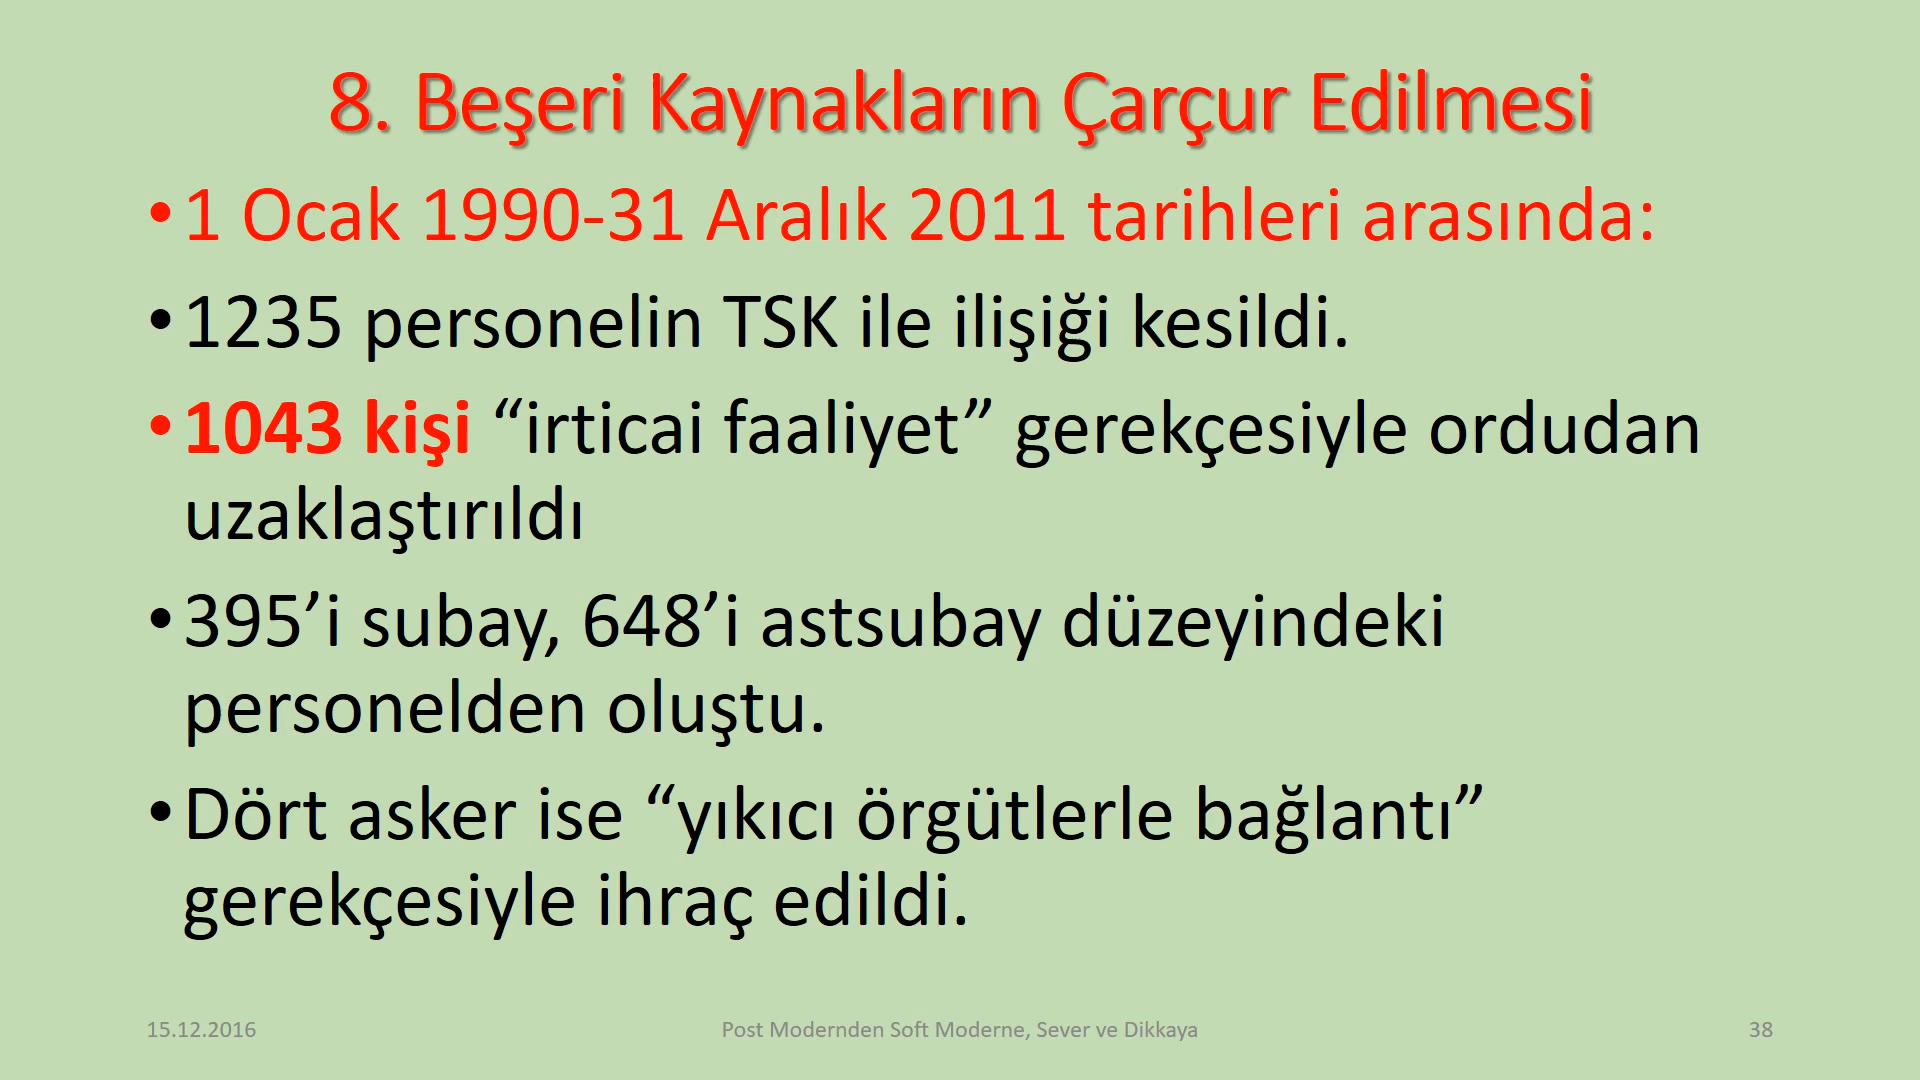 8. Beşeri Kaynakların Çarçur Edilmesi
•1 Ocak 1990-31 Aralık 2011 tarihleri arasında:
•1235 personelin TSK ile ilişiği kesildi.
•1043 kişi “irticai faaliyet” gerekçesiyle ordudan
uzaklaştırıldı
•395’i subay, 648’i astsubay düzeyindeki
personelden oluştu.
•Dört asker ise “yıkıcı örgütlerle bağlantı”
gerekçesiyle ihraç edildi.
15.12.2016
Post Modernden Soft Moderne, Sever ve Dikkaya
38